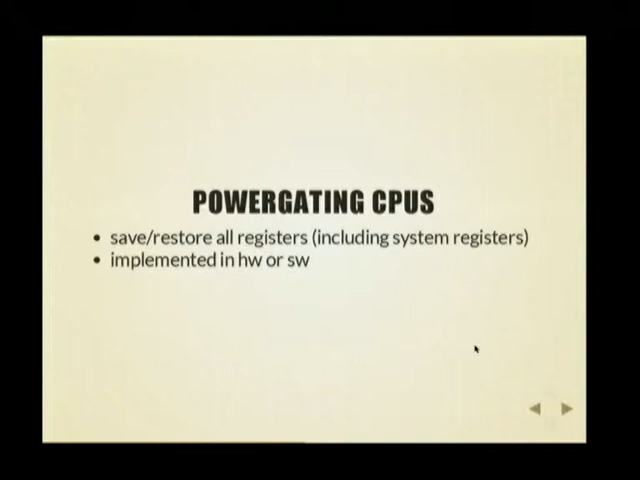 POWERGATING CPUS
• save/restore all registers (including system registers)
• implemented in hw or sw